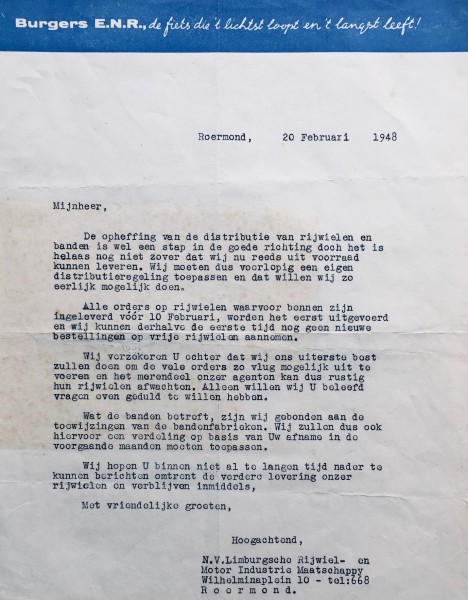 Burgers E.N.R., de fiets die 't lichtst loopt en 't langst leeft!
Roermond, 20 Februari 1948
Mijnheer,
De opheffing van de distributie van rijwielen en
banden is wel een stap in de goede richting doch het is
helaas nog niet zover dat wij nu reeds uit voorraad
kunnen leveren. Wij moeten dus voorlopig een eigen
distributieregeling toepassen en dat willen wij zo
eerlijk mogelijk doen.
Alle orders op rijwielen waarvoor bonnen zijn
ingeleverd vóór 10 Februari, worden het eerst uitgevoerd
en wij kunnen derhalve de eerste tijd nog geen nieuwe
bestellingen op vrije rijwielen aannemen.
Wij verzekeren U echter dat wij ons uiterste best
zullen doen om de vele orders zo vlug mogelijk uit te
voeren en het merendeel onzer agenten kan dus rustig
hun rijwielen afwachten. Alleen willen wij U beleefd
vragen even geduld te willen hebben.
Wat de banden betreft, zijn wij gebonden aan de
toewijzingen van de bandenfabrieken. Wij zullen dus ook
hiervoor een verdeling op basis van Uw afname in de
voorgaande maanden moeten toepassen.
Wij hopen U binnen niet al te langen tijd nader te
kunnen berichten omtrent de verdere levering onzer
rijwielen en verblijven inmiddels,
Met vriendelijke groeten,
Hoogachtend,
N.V.Limburgsche Rijwiel- en
Motor Industrie Maatschappy
Wilhelminaplein 10 - tel:668
Roermond.